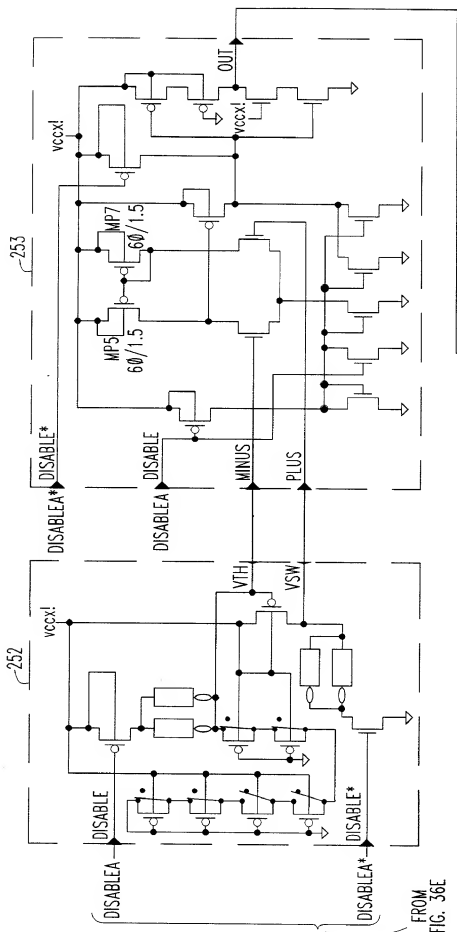 253
vccx!
DISABLEA*
DISABLE*
MP5
60/1.5
MP7
60/1.5
OUT
vccx!
DISABLEA
DISABLE
MINUS
PLUS
252
vccx!
VTH
VSW
DISABLEA
DISABLE
DISABLEA*
DISABLE*
FROM
FIG. 36E